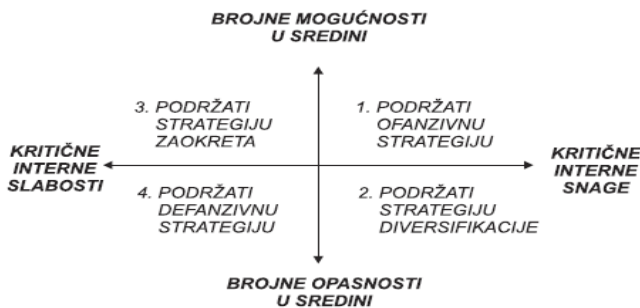 BROJNE MOGUĆNOSTI
U SREDINI
3. PODRŽATI
STRATEGIJU
ZAOKRETA
1. PODRŽATI
OFANZIVNU
STRATEGIJU
KRITIČNE
INTERNE
SLABOSTI
KRITIČNE
INTERNE
SNAGE
4. PODRŽATI
DEFANZIVNU
STRATEGIJU
2. PODRŽATI
STRATEGIJU
DIVERSIFIKACIJE
BROJNE OPASNOSTI
U SREDINI